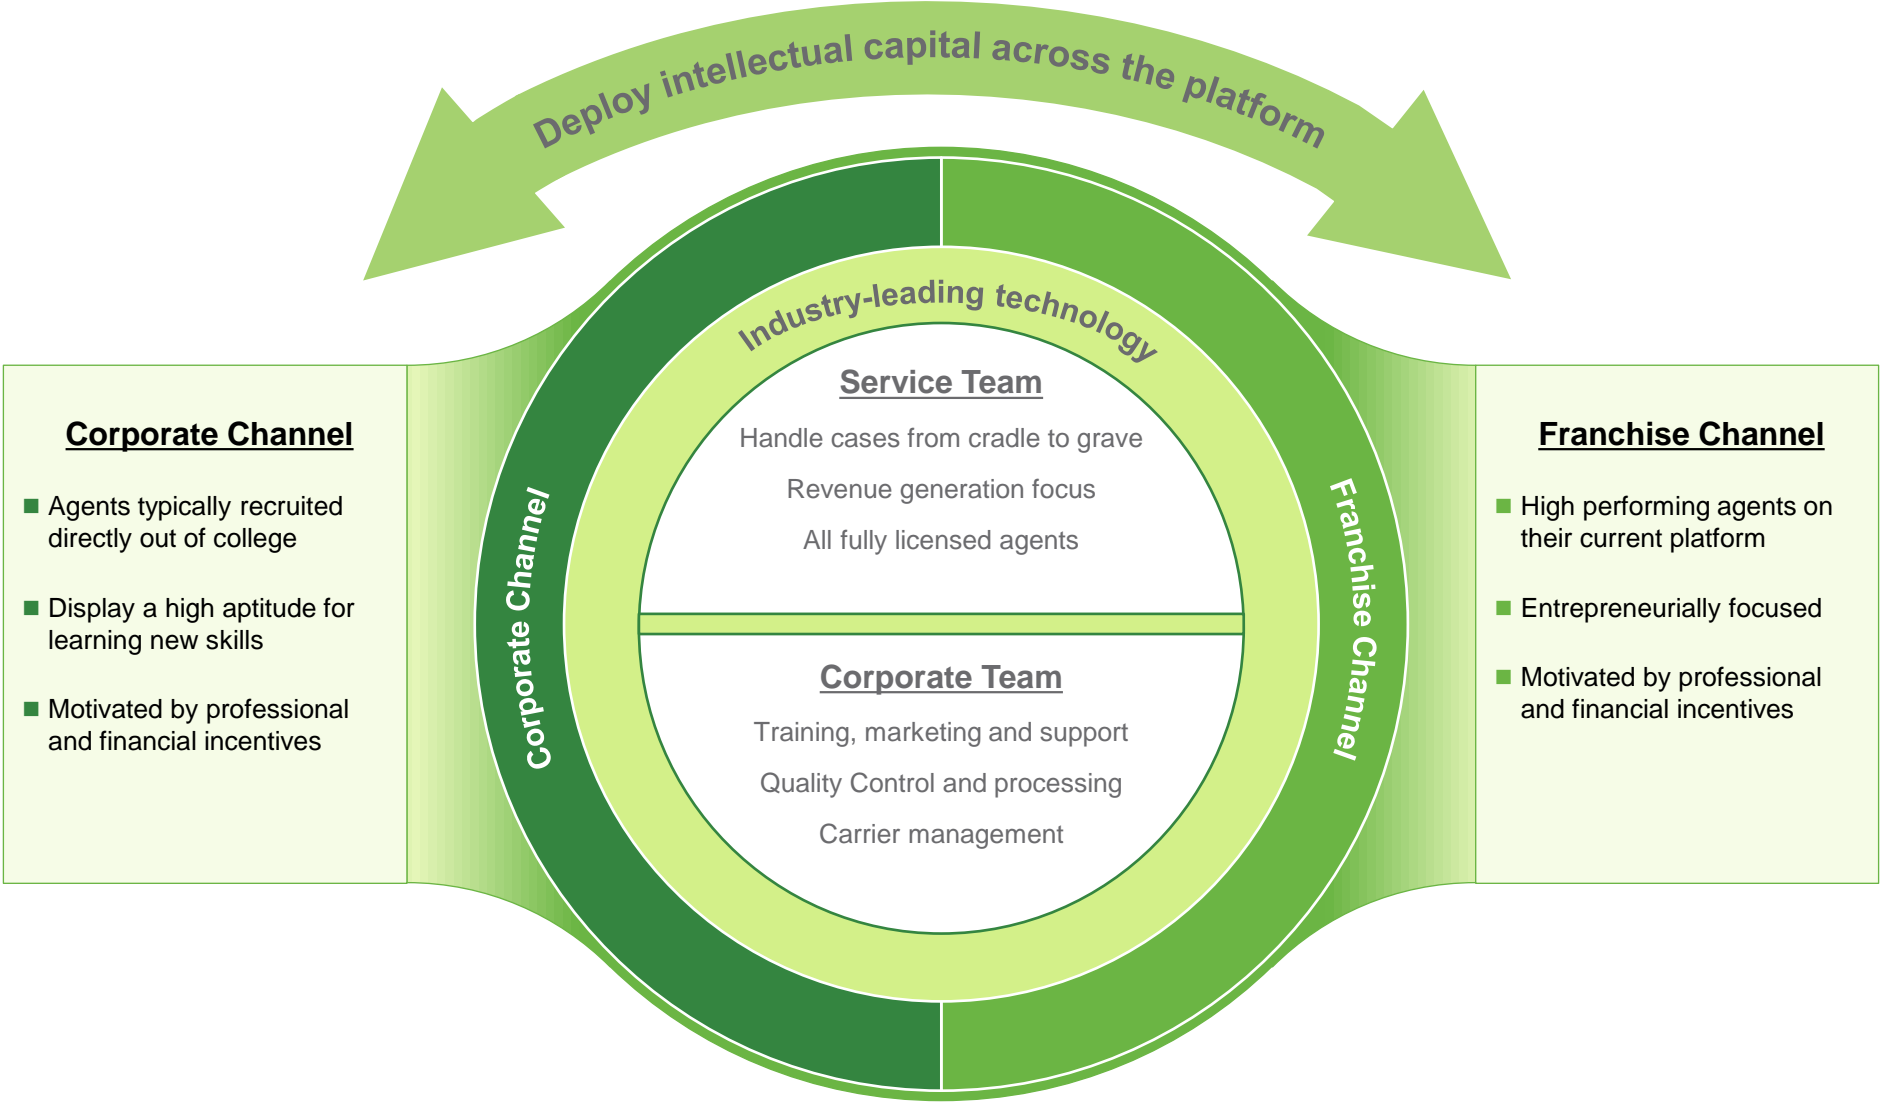 Deploy intellectual capital across the platform
Industry-leading technology
Corporate Channel
Agents typically recruited
directly out of college
Display a high aptitude for
learning new skills
Motivated by professional
and financial incentives
Corporate Channel
Service Team
Handle cases from cradle to grave
Revenue generation focus
All fully licensed agents
Corporate Team
Training, marketing and support
Quality Control and processing
Carrier management
Franchise Channel
Franchise Channel
High performing agents on
their current platform
Entrepreneurially focused
Motivated by professional
and financial incentives